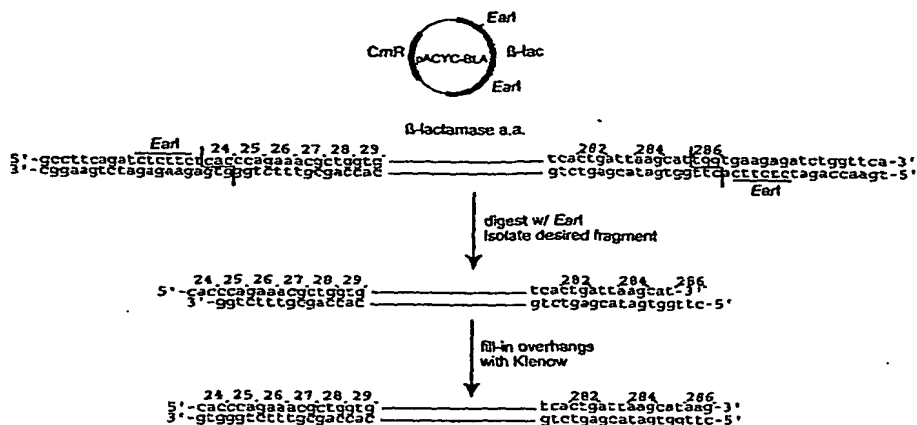 EarI
CmR pACYC-BLA ß-lac
EarI
ß-lactamase a.a.
EarI 24 25 26 27 28 29 282 284 286
5'-gccttcagatctcttctcacccagaaacgctggtg tcactgattaagcattggtgaagagatctggttca-3'
3'-cggaagtctagagaagagtgggtctttgcgaccac gtctgagcatagtggttcacttctctagaccaagt-5'
EarI
digest w/ EarI
Isolate desired fragment
24 25 26 27 28 29 282 284 286
5'-cacccagaaacgctggtg tcactgattaagcat-3'
3'-ggtctttgcgaccac gtctgagcatagtggttc-5'
fill-in overhangs
with Klenow
24 25 26 27 28 29 282 284 286
5'-cacccagaaacgctggtg tcactgattaagcataag-3'
3'-gtgggtctttgcgaccac gtctgagcatagtggttc-5'